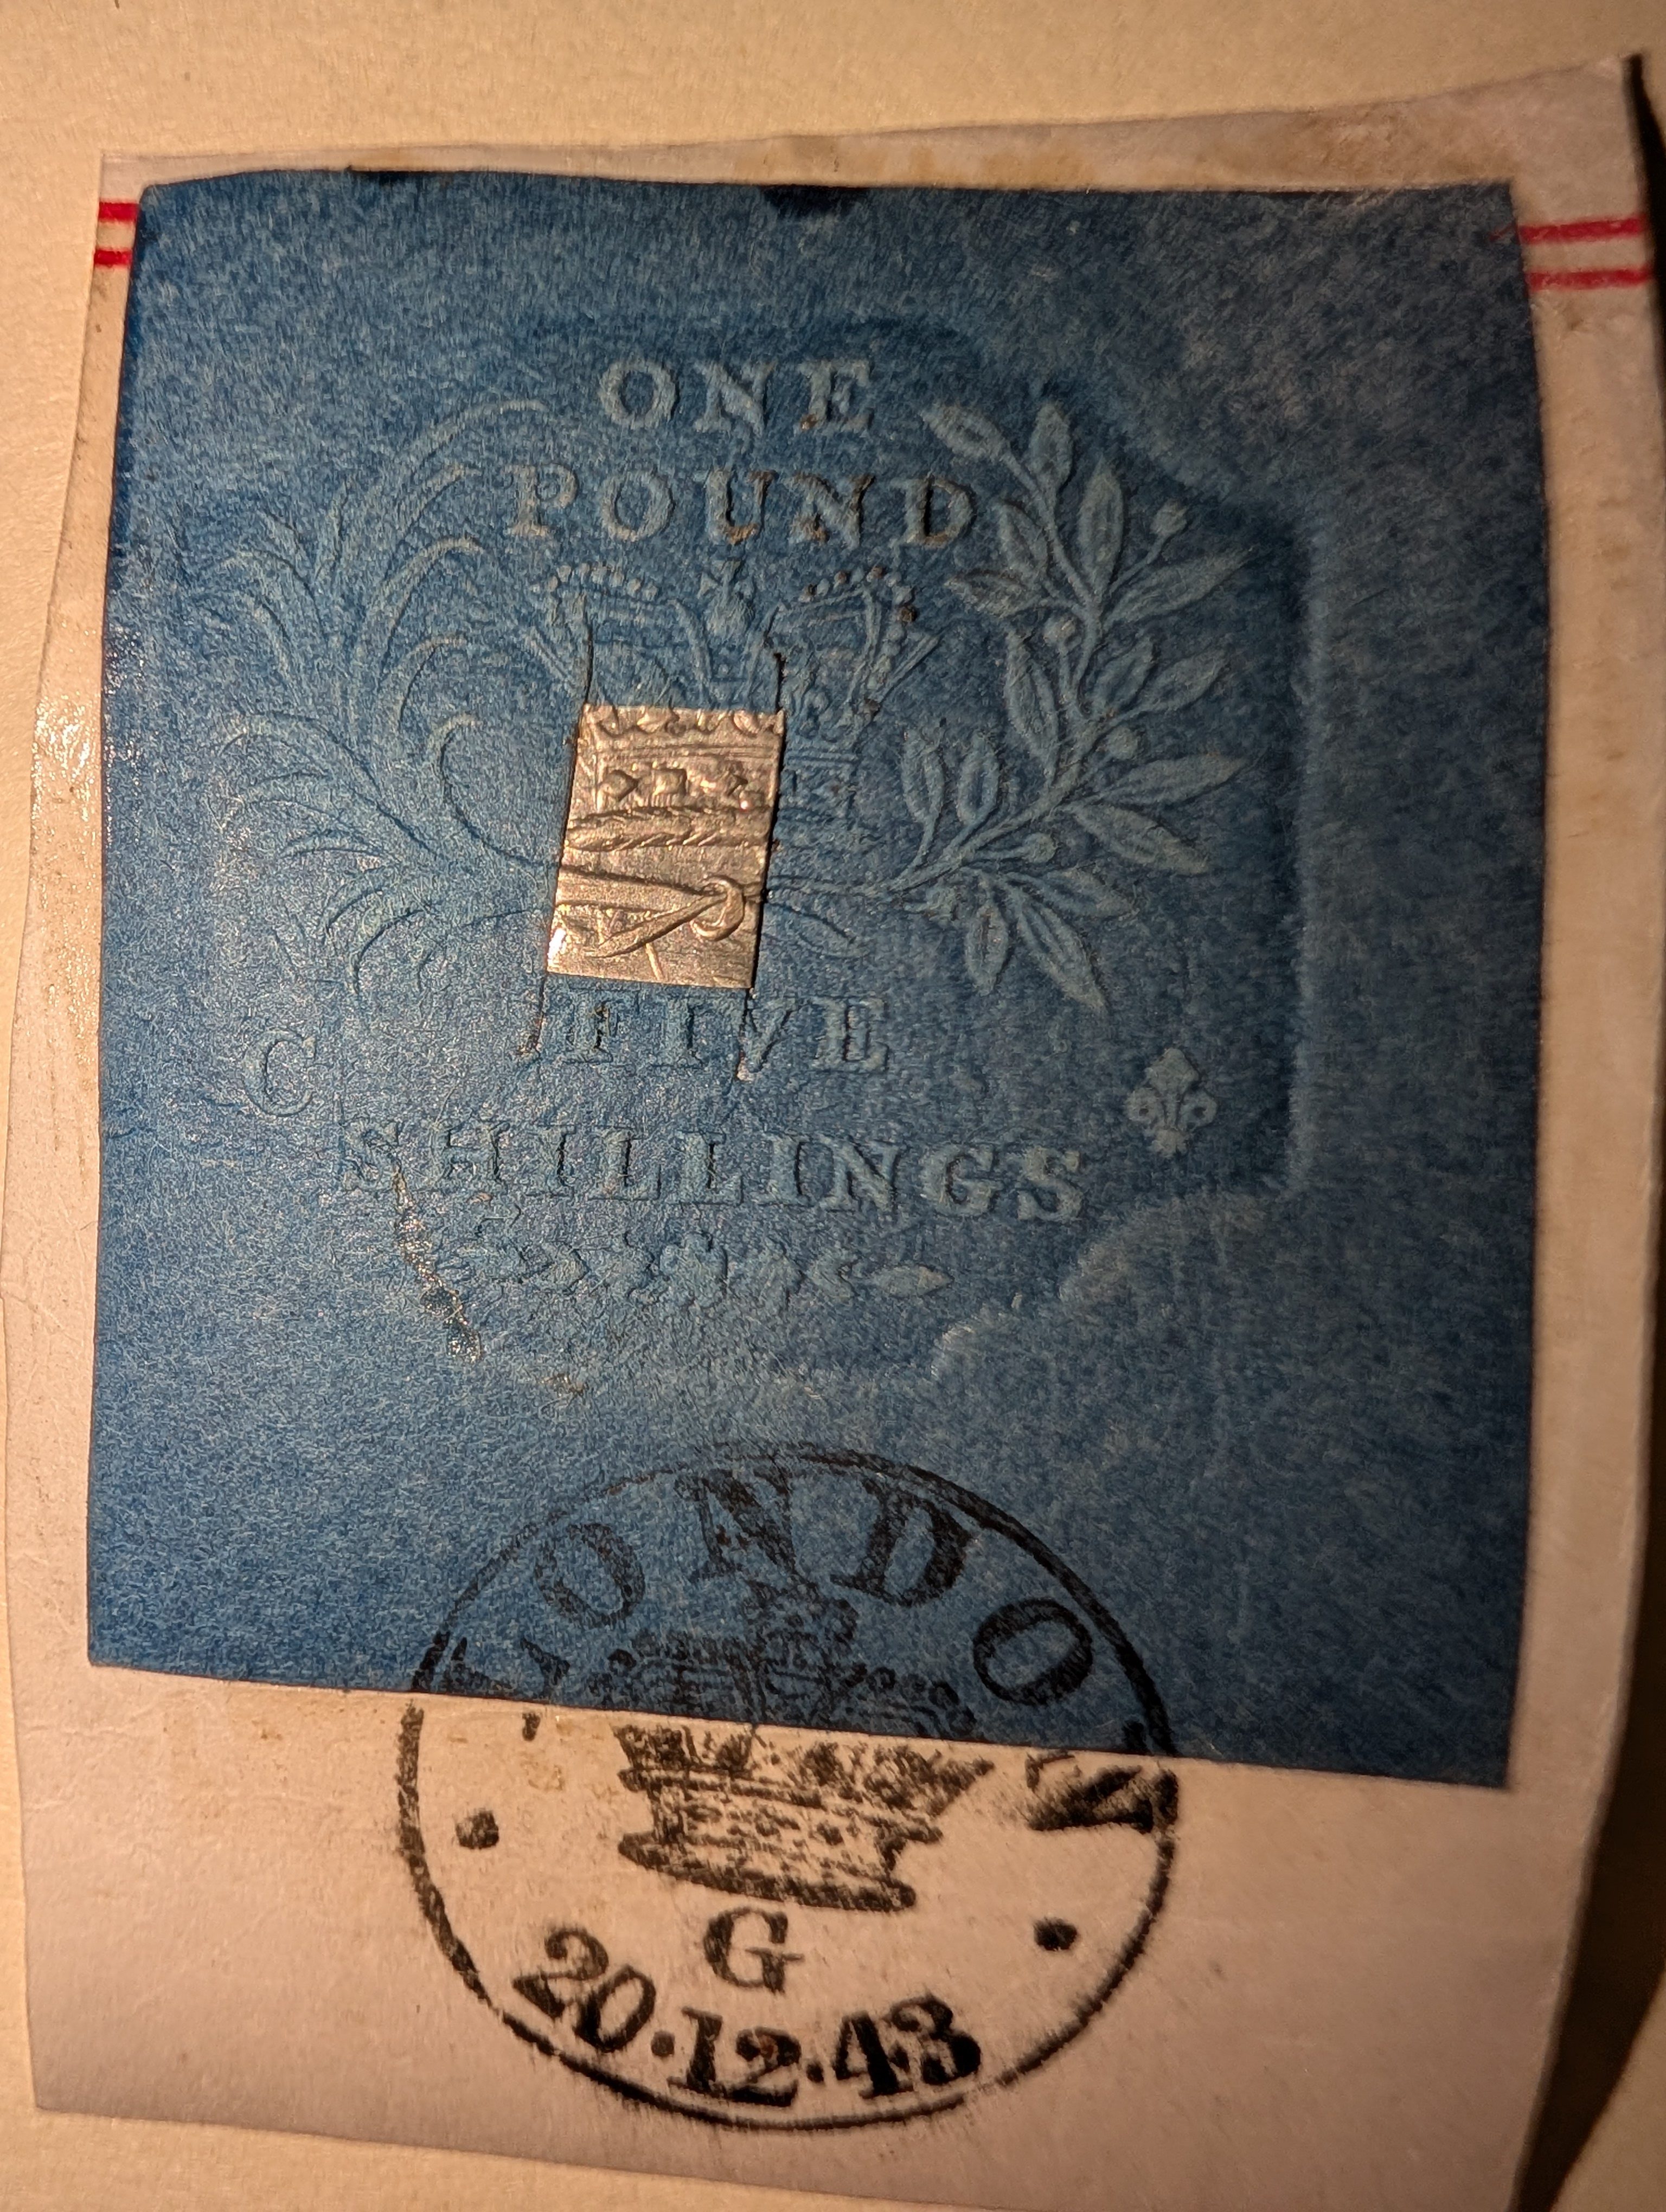 ONE
POUND
C
FIVE
SHILLINGS
LONDON
G
20.12.43